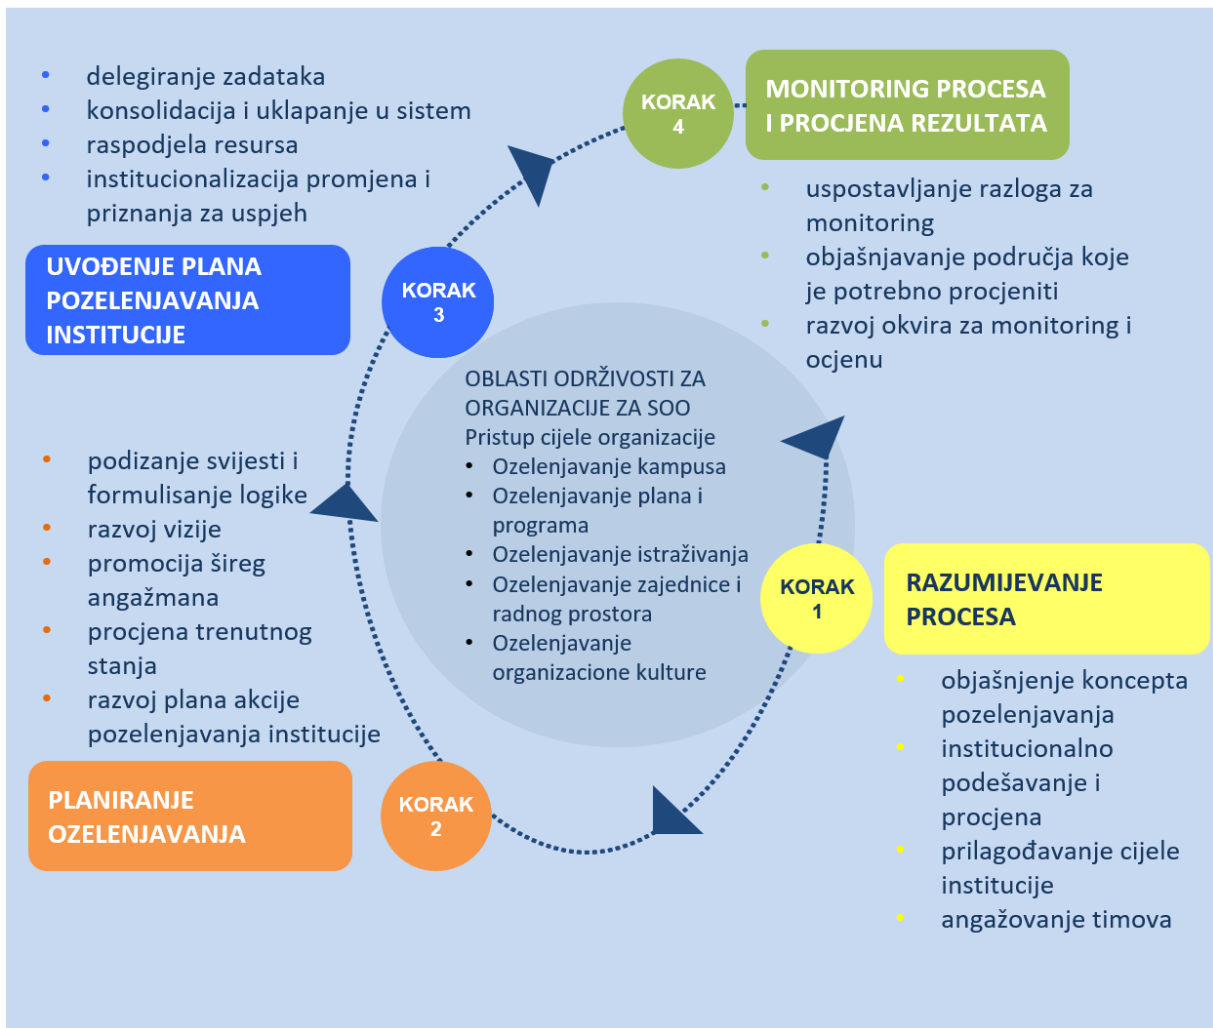 • delegiranje zadataka
• konsolidacija i uklapanje u sistem
• raspodjela resursa
• institucionalizacija promjena i
priznanja za uspjeh
UVOĐENJE PLANA
POZELENJAVANJA
INSTITUCIJE
KORAK
3
KORAK
4
MONITORING PROCESA
I PROCJENA REZULTATA
• uspostavljanje razloga za
monitoring
• objašnjavanje područja koje
je potrebno procjeniti
• razvoj okvira za monitoring i
ocjenu
OBLASTI ODRŽIVOSTI ZA
ORGANIZACIJE ZA SOO
Pristup cijele organizacije
• Ozelenjavanje kampusa
• Ozelenjavanje plana i
programa
• Ozelenjavanje istraživanja
• Ozelenjavanje zajednice i
radnog prostora
• Ozelenjavanje
organizacione kulture
• podizanje svijesti i
formulisanje logike
• razvoj vizije
• promocija šireg
angažmana
• procjena trenutnog
stanja
• razvoj plana akcije
pozelenjavanja institucije
PLANIRANJE
OZELENJAVANJA
KORAK
2
KORAK
1
RAZUMIJEVANJE
PROCESA
• objašnjenje koncepta
pozelenjavanja
• institucionalno
podešavanje i
procjena
• prilagođavanje cijele
institucije
• angažovanje timova